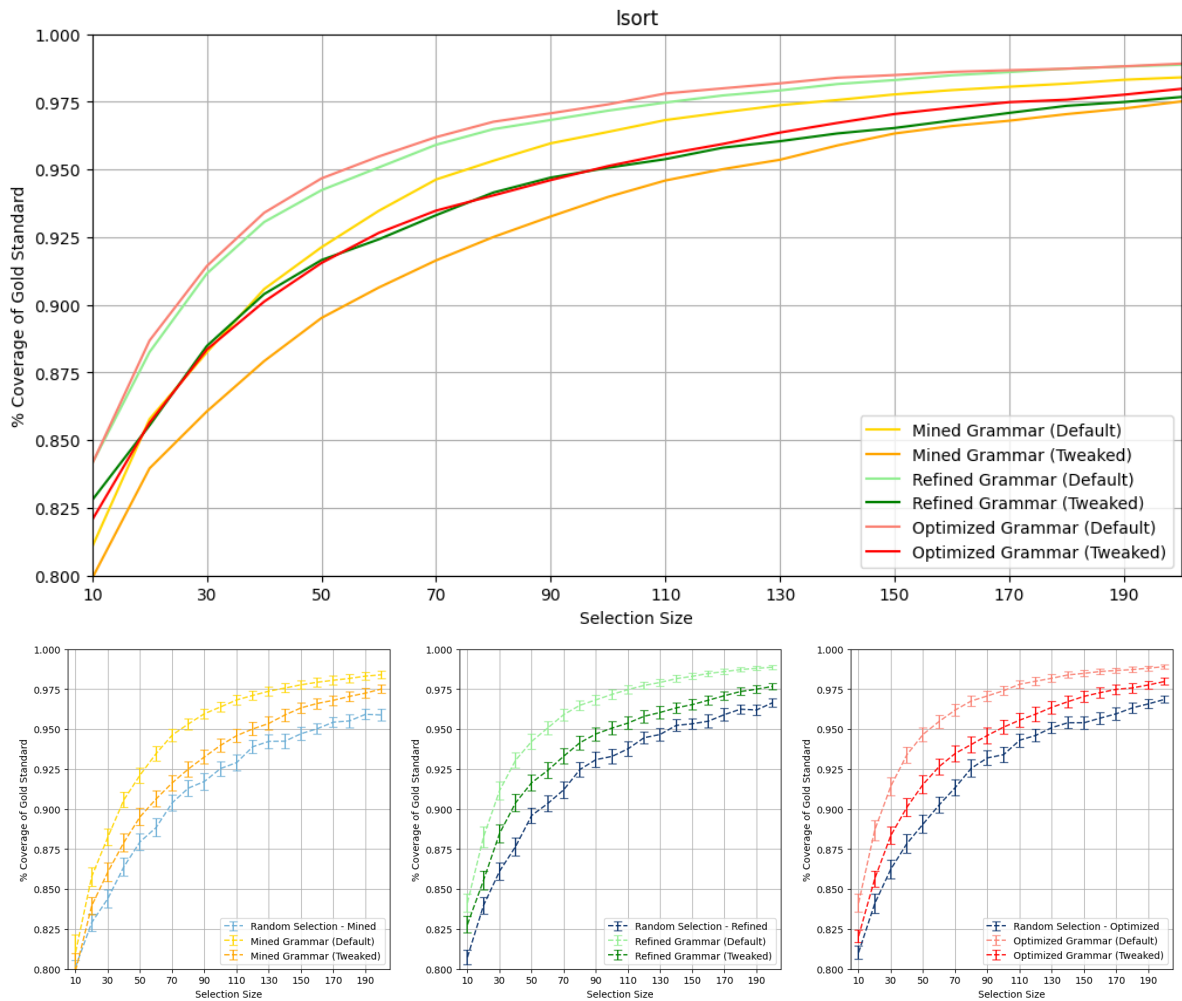 Isort
1.000
0.975
0.950
0.925
0.900
0.875
0.850
0.825
0.800
% Coverage of Gold Standard
10 30 50 70 90 110 130 150 170 190
Selection Size
Mined Grammar (Default)
Mined Grammar (Tweaked)
Refined Grammar (Default)
Refined Grammar (Tweaked)
Optimized Grammar (Default)
Optimized Grammar (Tweaked)
1.000
0.975
0.950
0.925
0.900
0.875
0.850
0.825
0.800
% Coverage of Gold Standard
10 30 50 70 90 110 130 150 170 190
Selection Size
Random Selection - Mined
Mined Grammar (Default)
Mined Grammar (Tweaked)
1.000
0.975
0.950
0.925
0.900
0.875
0.850
0.825
0.800
% Coverage of Gold Standard
10 30 50 70 90 110 130 150 170 190
Selection Size
Random Selection - Refined
Refined Grammar (Default)
Refined Grammar (Tweaked)
1.000
0.975
0.950
0.925
0.900
0.875
0.850
0.825
0.800
% Coverage of Gold Standard
10 30 50 70 90 110 130 150 170 190
Selection Size
Random Selection - Optimized
Optimized Grammar (Default)
Optimized Grammar (Tweaked)